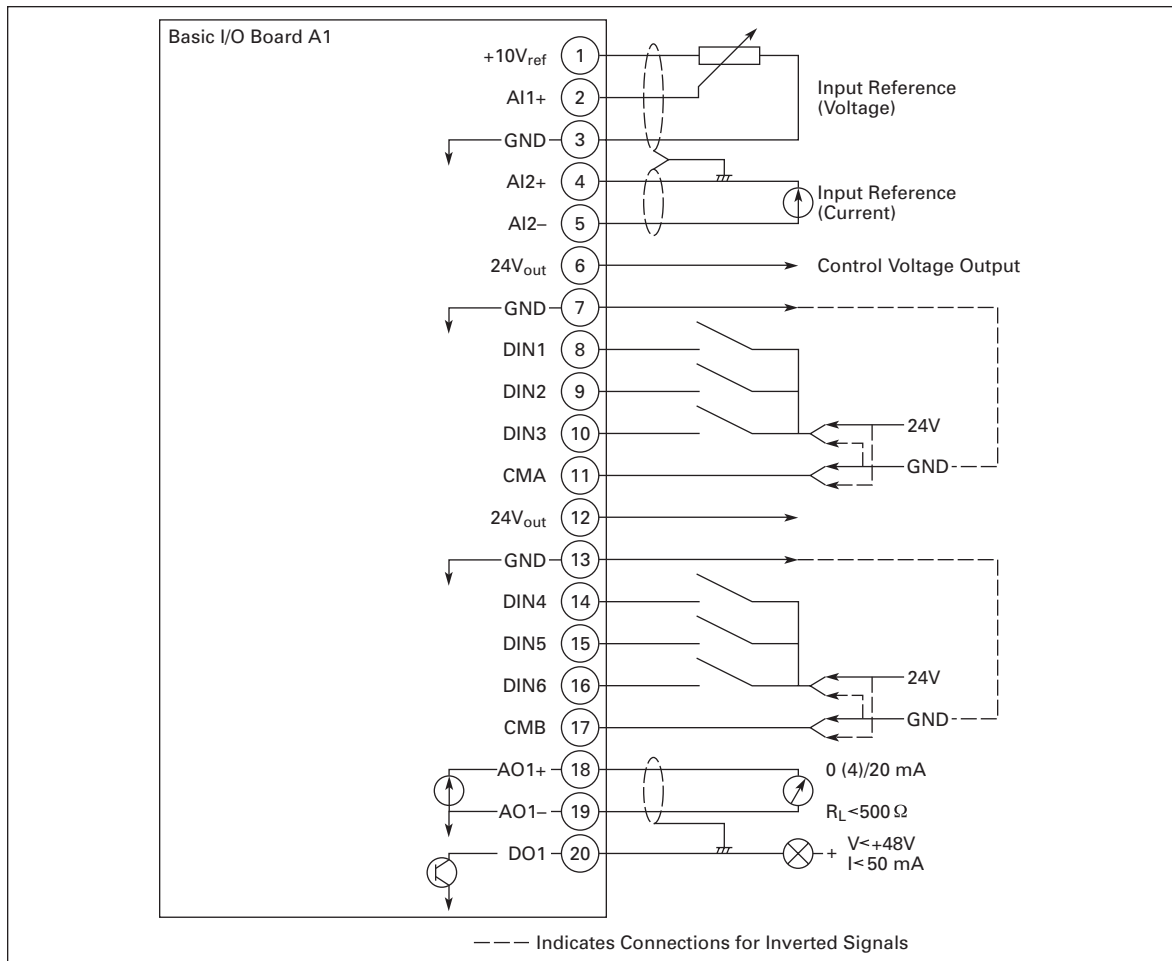 Basic I/O Board A1
+10Vref 1
AI1+ 2
Input Reference
(Voltage)
GND 3
AI2+ 4
Input Reference
(Current)
AI2– 5
24Vout 6 Control Voltage Output
GND 7
DIN1 8
DIN2 9
DIN3 10
24V
GND
CMA 11
24Vout 12
GND 13
DIN4 14
DIN5 15
DIN6 16
24V
GND
CMB 17
AO1+ 18 0 (4)/20 mA
AO1– 19 RL<500 Ω
DO1 20 + V<+48V
I<50 mA
Indicates Connections for Inverted Signals